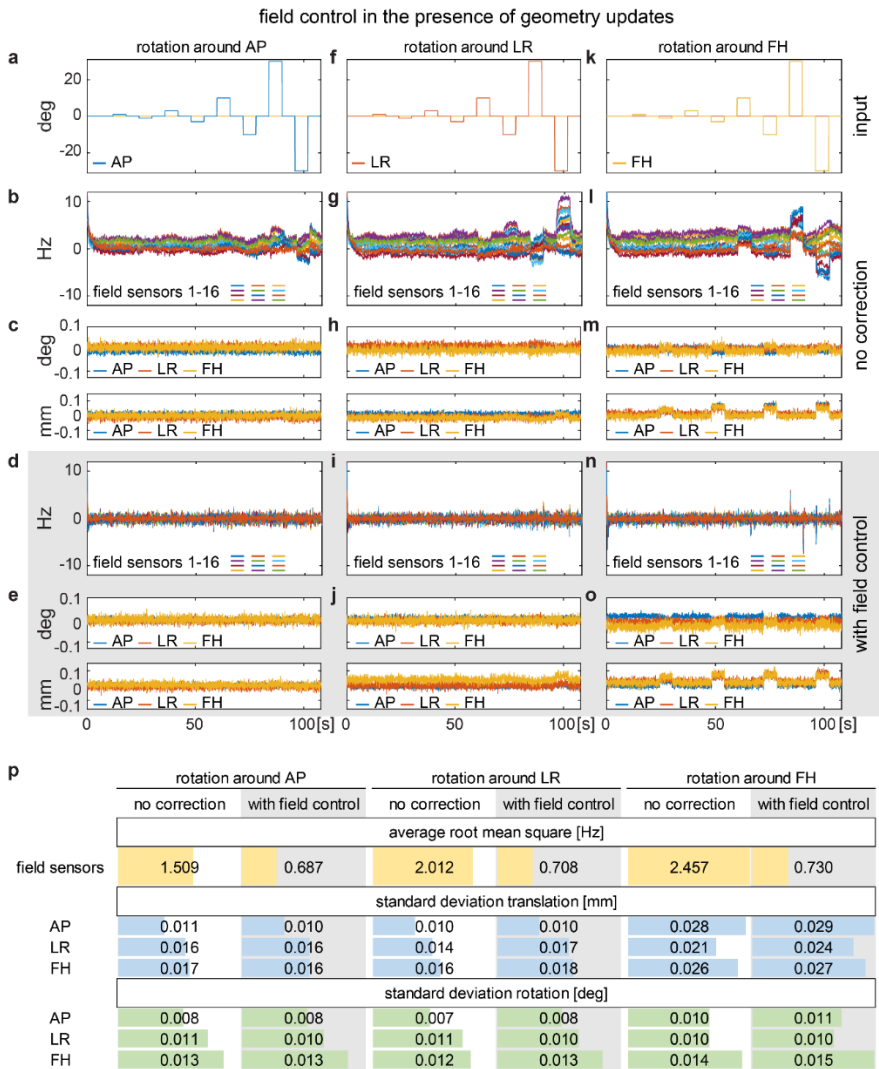 field control in the presence of geometry updates
rotation around AP
rotation around LR
rotation around FH
a
f
k
deg
20
0
-20
AP
LR
FH
input
b
g
l
Hz
10
0
-10
field sensors 1-16
field sensors 1-16
field sensors 1-16
no correction
c
h
m
deg
0.1
0
-0.1
AP LR FH
AP LR FH
AP LR FH
mm
0.1
0
-0.1
AP LR FH
AP LR FH
AP LR FH
d
i
n
Hz
10
0
-10
field sensors 1-16
field sensors 1-16
field sensors 1-16
with field control
e
j
o
deg
0.1
0
-0.1
AP LR FH
AP LR FH
AP LR FH
mm
0.1
0
-0.1
AP LR FH
AP LR FH
AP LR FH
0 50 100 [s] 0 50 100 [s] 0 50 100 [s]
p
rotation around AP rotation around LR rotation around FH
no correction with field control no correction with field control no correction with field control
average root mean square [Hz]
field sensors 1.509 0.687 2.012 0.708 2.457 0.730
standard deviation translation [mm]
AP 0.011 0.010 0.010 0.010 0.028 0.029
LR 0.016 0.016 0.014 0.017 0.021 0.024
FH 0.017 0.016 0.016 0.018 0.026 0.027
standard deviation rotation [deg]
AP 0.008 0.008 0.007 0.008 0.010 0.011
LR 0.011 0.010 0.011 0.010 0.010 0.010
FH 0.013 0.013 0.012 0.013 0.014 0.015